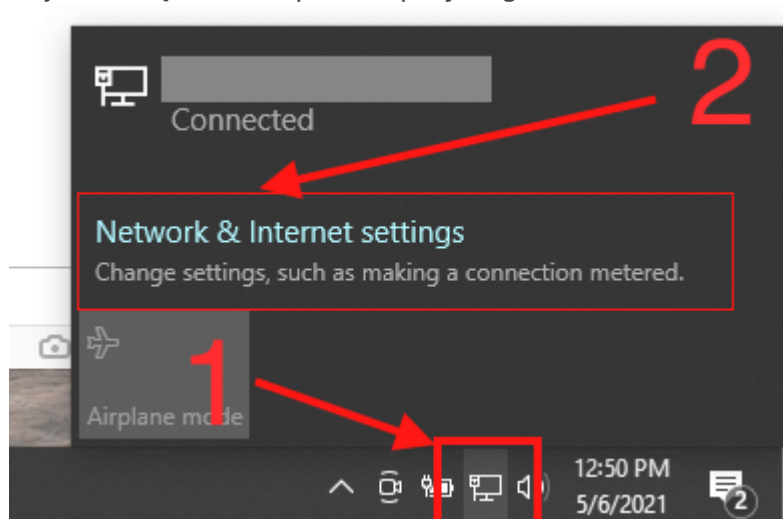 2
Connected
Network & Internet settings
Change settings, such as making a connection metered.
1
Airplane mode
12:50 PM
5/6/2021
2